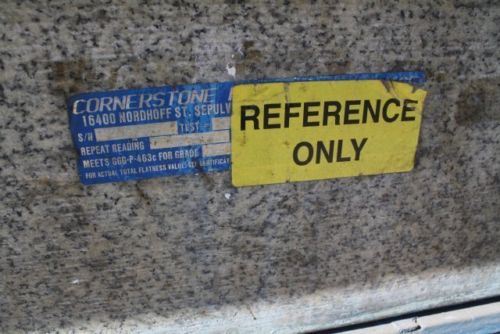 CORNERSTONE
16400 NORDHOFF ST. SEPULV
S/N TEST
REPEAT READING
MEETS GGG-P-463c FOR GRADE
FOR ACTUAL TOTAL FLATNESS VALUE SEE CERTIFICAT
REFERENCE
ONLY